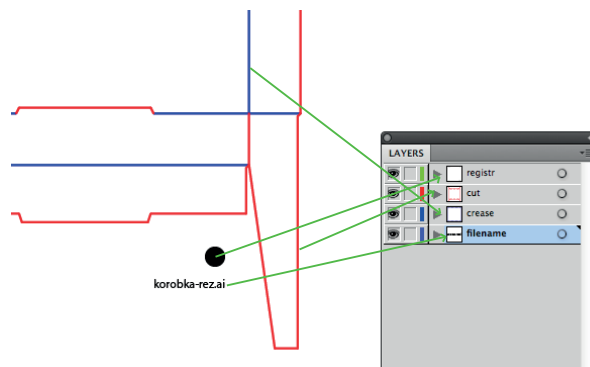 LAYERS
registr
cut
crease
filename
korobka-rez.ai